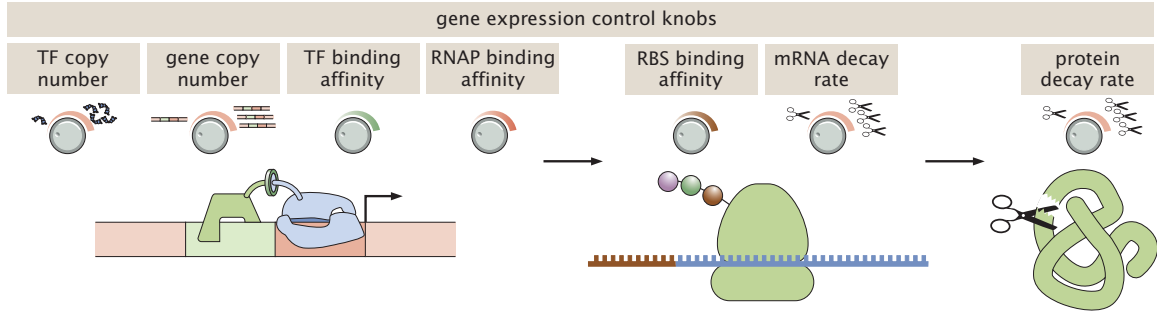 gene expression control knobs
TF copy
number
gene copy
number
TF binding
affinity
RNAP binding
affinity
RBS binding
affinity
mRNA decay
rate
protein
decay rate